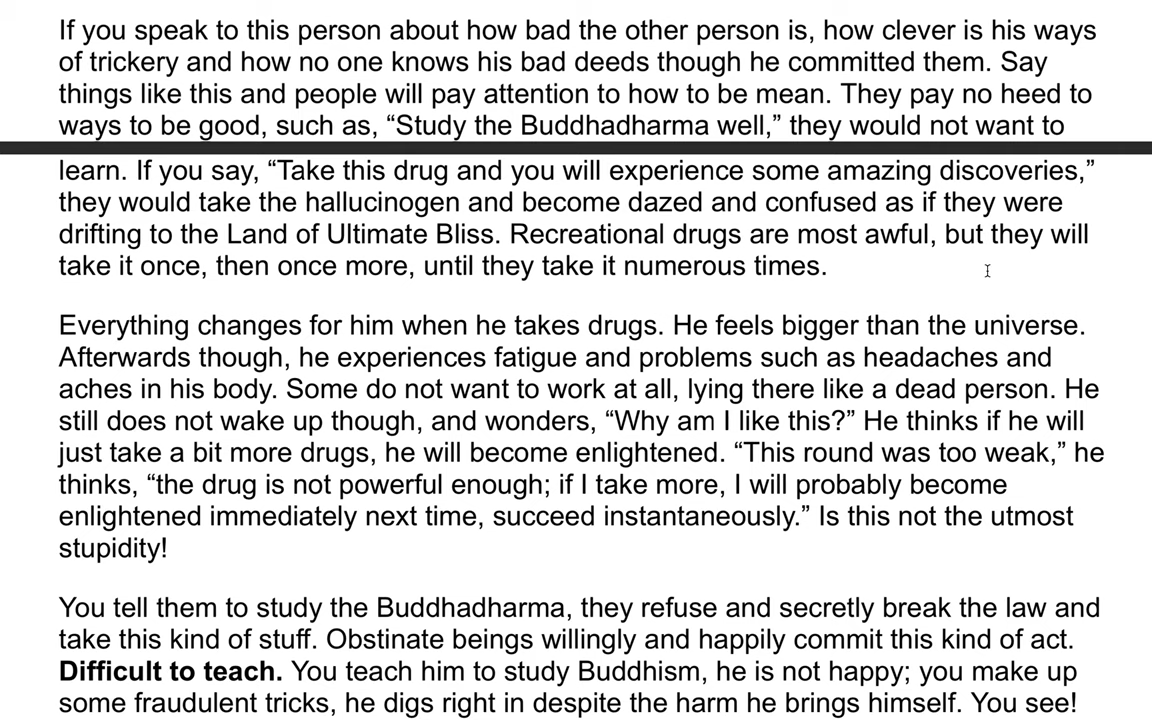 If you speak to this person about how bad the other person is, how clever is his ways
of trickery and how no one knows his bad deeds though he committed them. Say
things like this and people will pay attention to how to be mean. They pay no heed to
ways to be good, such as, “Study the Buddhadharma well,” they would not want to
learn. If you say, “Take this drug and you will experience some amazing discoveries,”
they would take the hallucinogen and become dazed and confused as if they were
drifting to the Land of Ultimate Bliss. Recreational drugs are most awful, but they will
take it once, then once more, until they take it numerous times.
Everything changes for him when he takes drugs. He feels bigger than the universe.
Afterwards though, he experiences fatigue and problems such as headaches and
aches in his body. Some do not want to work at all, lying there like a dead person. He
still does not wake up though, and wonders, “Why am I like this?” He thinks if he will
just take a bit more drugs, he will become enlightened. “This round was too weak,” he
thinks, “the drug is not powerful enough; if I take more, I will probably become
enlightened immediately next time, succeed instantaneously.” Is this not the utmost
stupidity!
You tell them to study the Buddhadharma, they refuse and secretly break the law and
take this kind of stuff. Obstinate beings willingly and happily commit this kind of act.
Difficult to teach. You teach him to study Buddhism, he is not happy; you make up
some fraudulent tricks, he digs right in despite the harm he brings himself. You see!